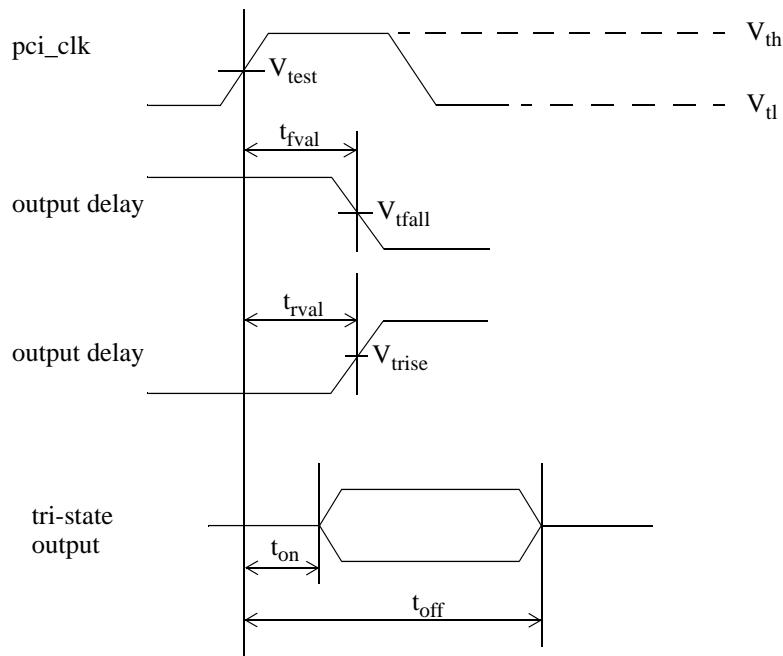 pci_clk
V_test
V_th
V_tl
t_fval
output delay
V_tfall
t_rval
output delay
V_trise
tri-state
output
t_on
t_off